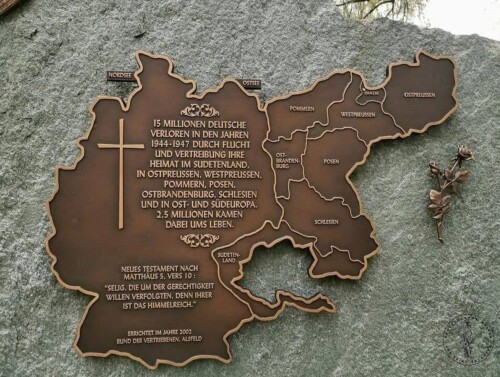 NORDSEE
OSTSEE
15 MILLIONEN DEUTSCHE
VERLOREN IN DEN JAHREN
1944-1947 DURCH FLUCHT
UND VERTREIBUNG IHRE
HEIMAT IM SUDETENLAND,
IN OSTPREUSSEN, WESTPREUSSEN,
POMMERN, POSEN,
OSTBRANDENBURG, SCHLESIEN
UND IN OST- UND SÜDEUROPA.
2,5 MILLIONEN KAMEN
DABEI UMS LEBEN.
POMMERN
WESTPREUSSEN
DANZIG
OSTPREUSSEN
OST-
BRANDEN-
BURG
POSEN
SCHLESIEN
SUDETEN-
LAND
NEUES TESTAMENT NACH
MATTHÄUS 5, VERS 10:
"SELIG, DIE UM DER GERECHTIGKEIT
WILLEN VERFOLGTEN, DENN IHRER
IST DAS HIMMELREICH."
ERRICHTET IM JAHRE 2002
BUND DER VERTRIEBENEN, ALSFELD